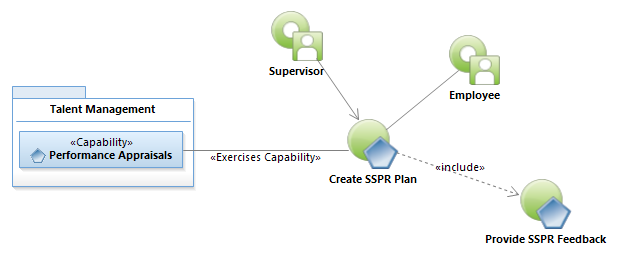 Supervisor
Employee
Talent Management
«Capability»
Performance Appraisals
«Exercises Capability»
Create SSPR Plan
«include»
Provide SSPR Feedback